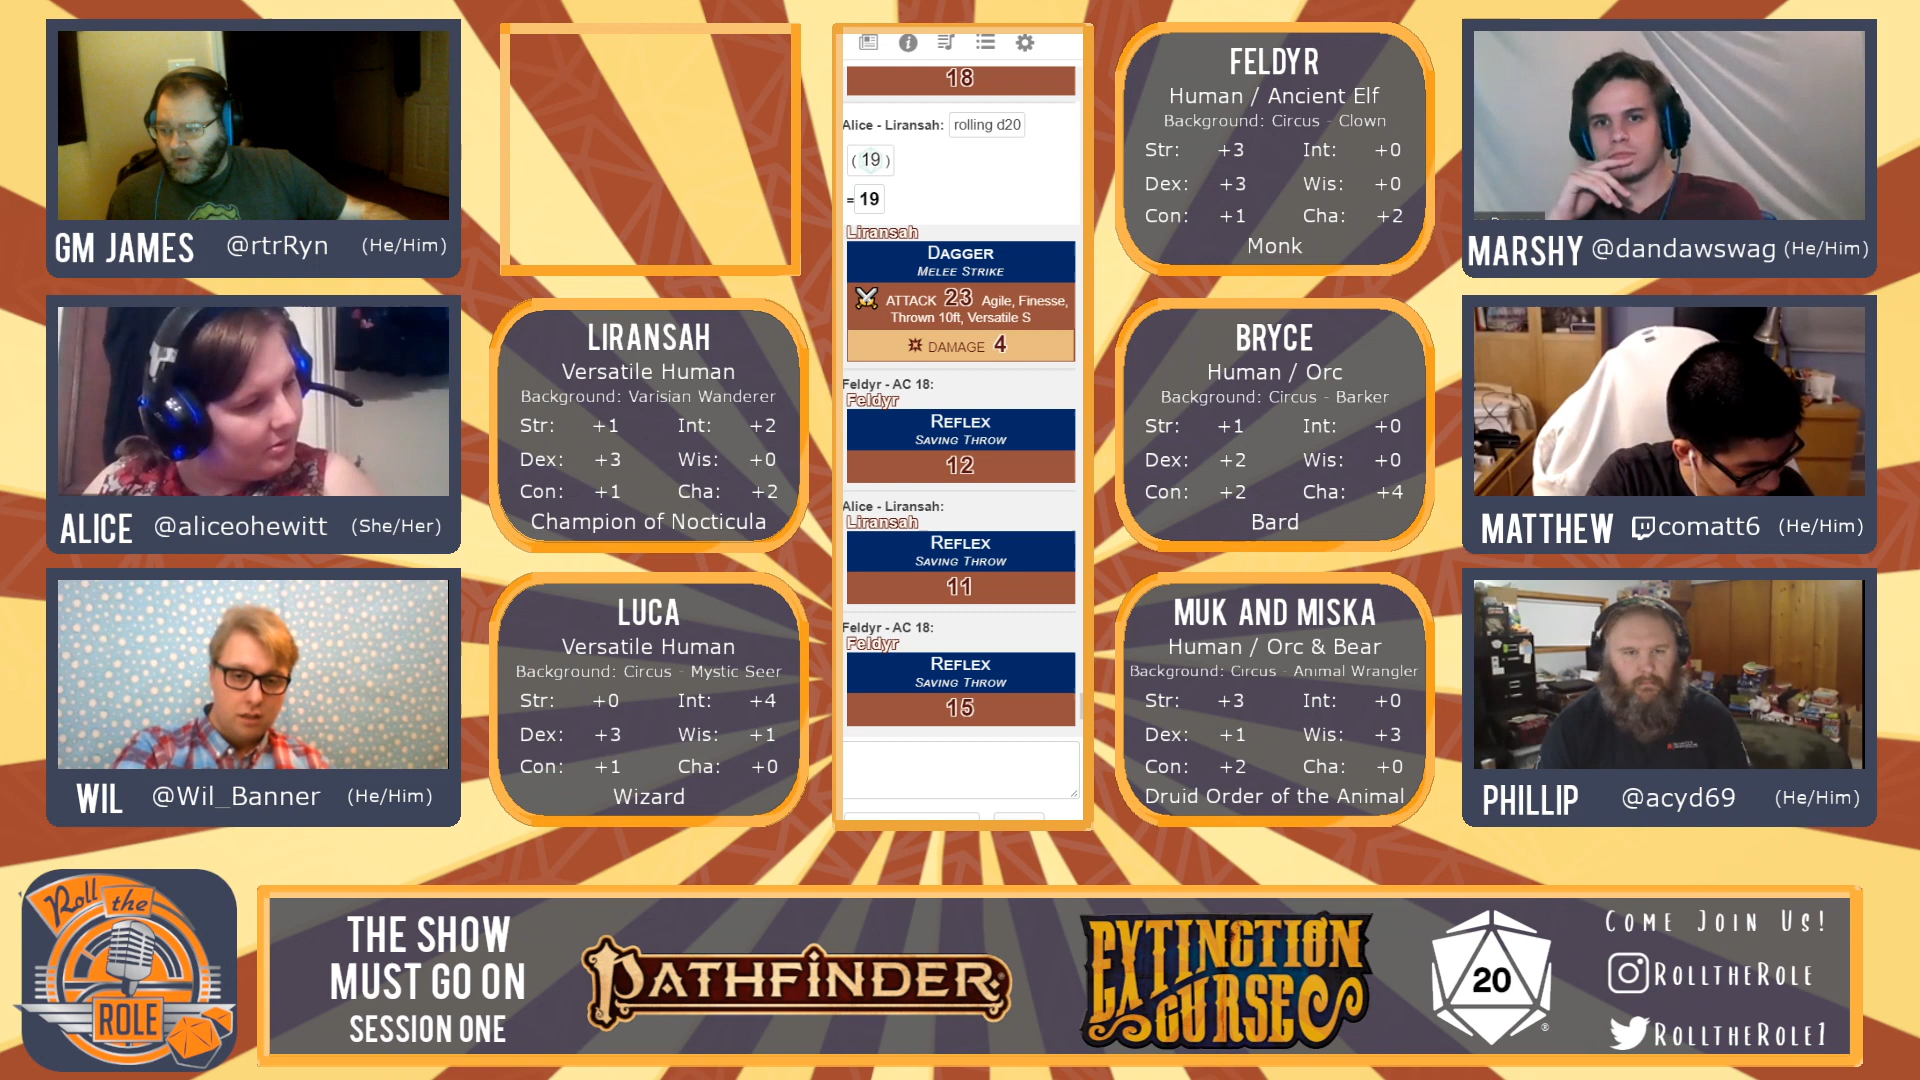 GM JAMES @rtrRyn (He/Him)
ALICE @aliceohewitt (She/Her)
WIL @Wil_Banner (He/Him)
LIRANSAH
Versatile Human
Background: Varisian Wanderer
Str: +1 Int: +2
Dex: +3 Wis: +0
Con: +1 Cha: +2
Champion of Nocticula
LUCA
Versatile Human
Background: Circus - Mystic Seer
Str: +0 Int: +4
Dex: +3 Wis: +1
Con: +1 Cha: +0
Wizard
18
Alice - Liransah: rolling d20
(19)
=19
Liransah
DAGGER
MELEE STRIKE
ATTACK 23 Agile, Finesse,
Thrown 10ft, Versatile S
DAMAGE 4
Feldyr - AC 18:
Feldyr
REFLEX
SAVING THROW
12
Alice - Liransah:
Liransah
REFLEX
SAVING THROW
11
Feldyr - AC 18:
Feldyr
REFLEX
SAVING THROW
15
FELDYR
Human / Ancient Elf
Background: Circus - Clown
Str: +3 Int: +0
Dex: +3 Wis: +0
Con: +1 Cha: +2
Monk
BRYCE
Human / Orc
Background: Circus - Barker
Str: +1 Int: +0
Dex: +2 Wis: +0
Con: +2 Cha: +4
Bard
MUK AND MISKA
Human / Orc & Bear
Background: Circus - Animal Wrangler
Str: +3 Int: +0
Dex: +1 Wis: +3
Con: +2 Cha: +0
Druid Order of the Animal
MARSHY @dandawswag (He/Him)
MATTHEW comatt6 (He/Him)
PHILLIP @acyd69 (He/Him)
Roll the
ROLE
THE SHOW
MUST GO ON
SESSION ONE
PATHFINDER
EXTINCTION
CURSE
20
®
COME JOIN US!
ROLLTHEROLE
ROLLTHEROLE1